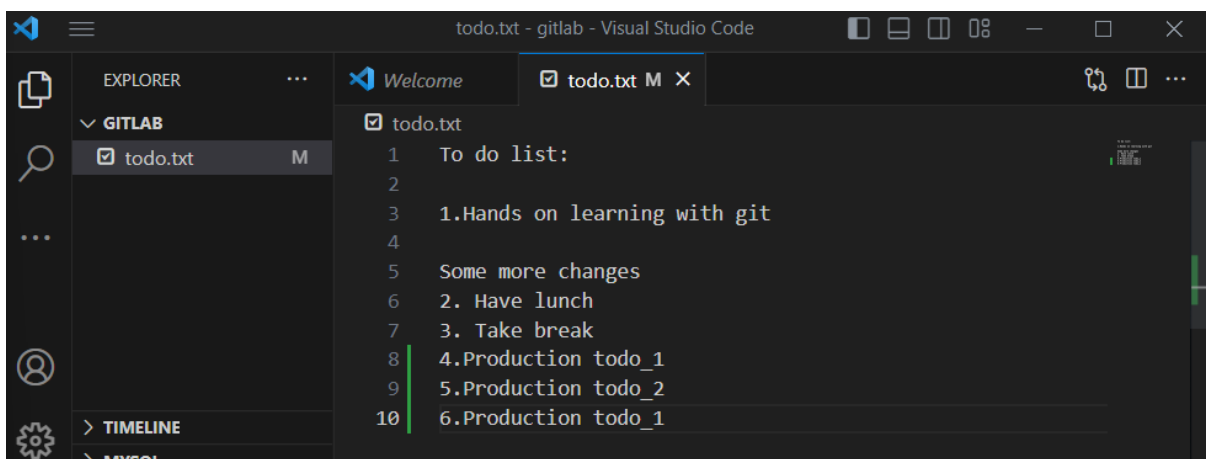 todo.txt - gitlab - Visual Studio Code
EXPLORER
Welcome
todo.txt M
GITLAB
todo.txt M
todo.txt
1 To do list:
2
3 1.Hands on learning with git
4
5 Some more changes
6 2. Have lunch
7 3. Take break
8 4.Production todo_1
9 5.Production todo_2
10 6.Production todo_1
TIMELINE
MYSQL